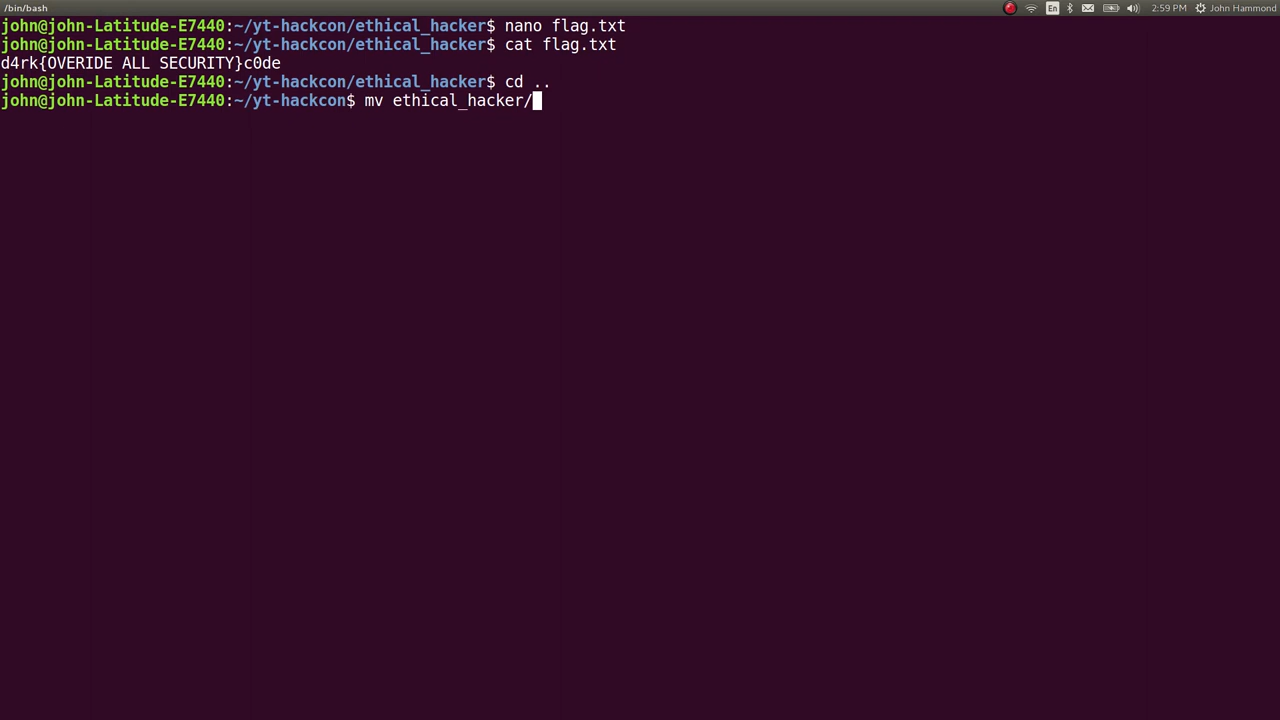 /bin/bash En 2:59 PM John Hammond
john@john-Latitude-E7440:~/yt-hackcon/ethical_hacker$ nano flag.txt
john@john-Latitude-E7440:~/yt-hackcon/ethical_hacker$ cat flag.txt
d4rk{OVERIDE ALL SECURITY}c0de
john@john-Latitude-E7440:~/yt-hackcon/ethical_hacker$ cd ..
john@john-Latitude-E7440:~/yt-hackcon$ mv ethical_hacker/